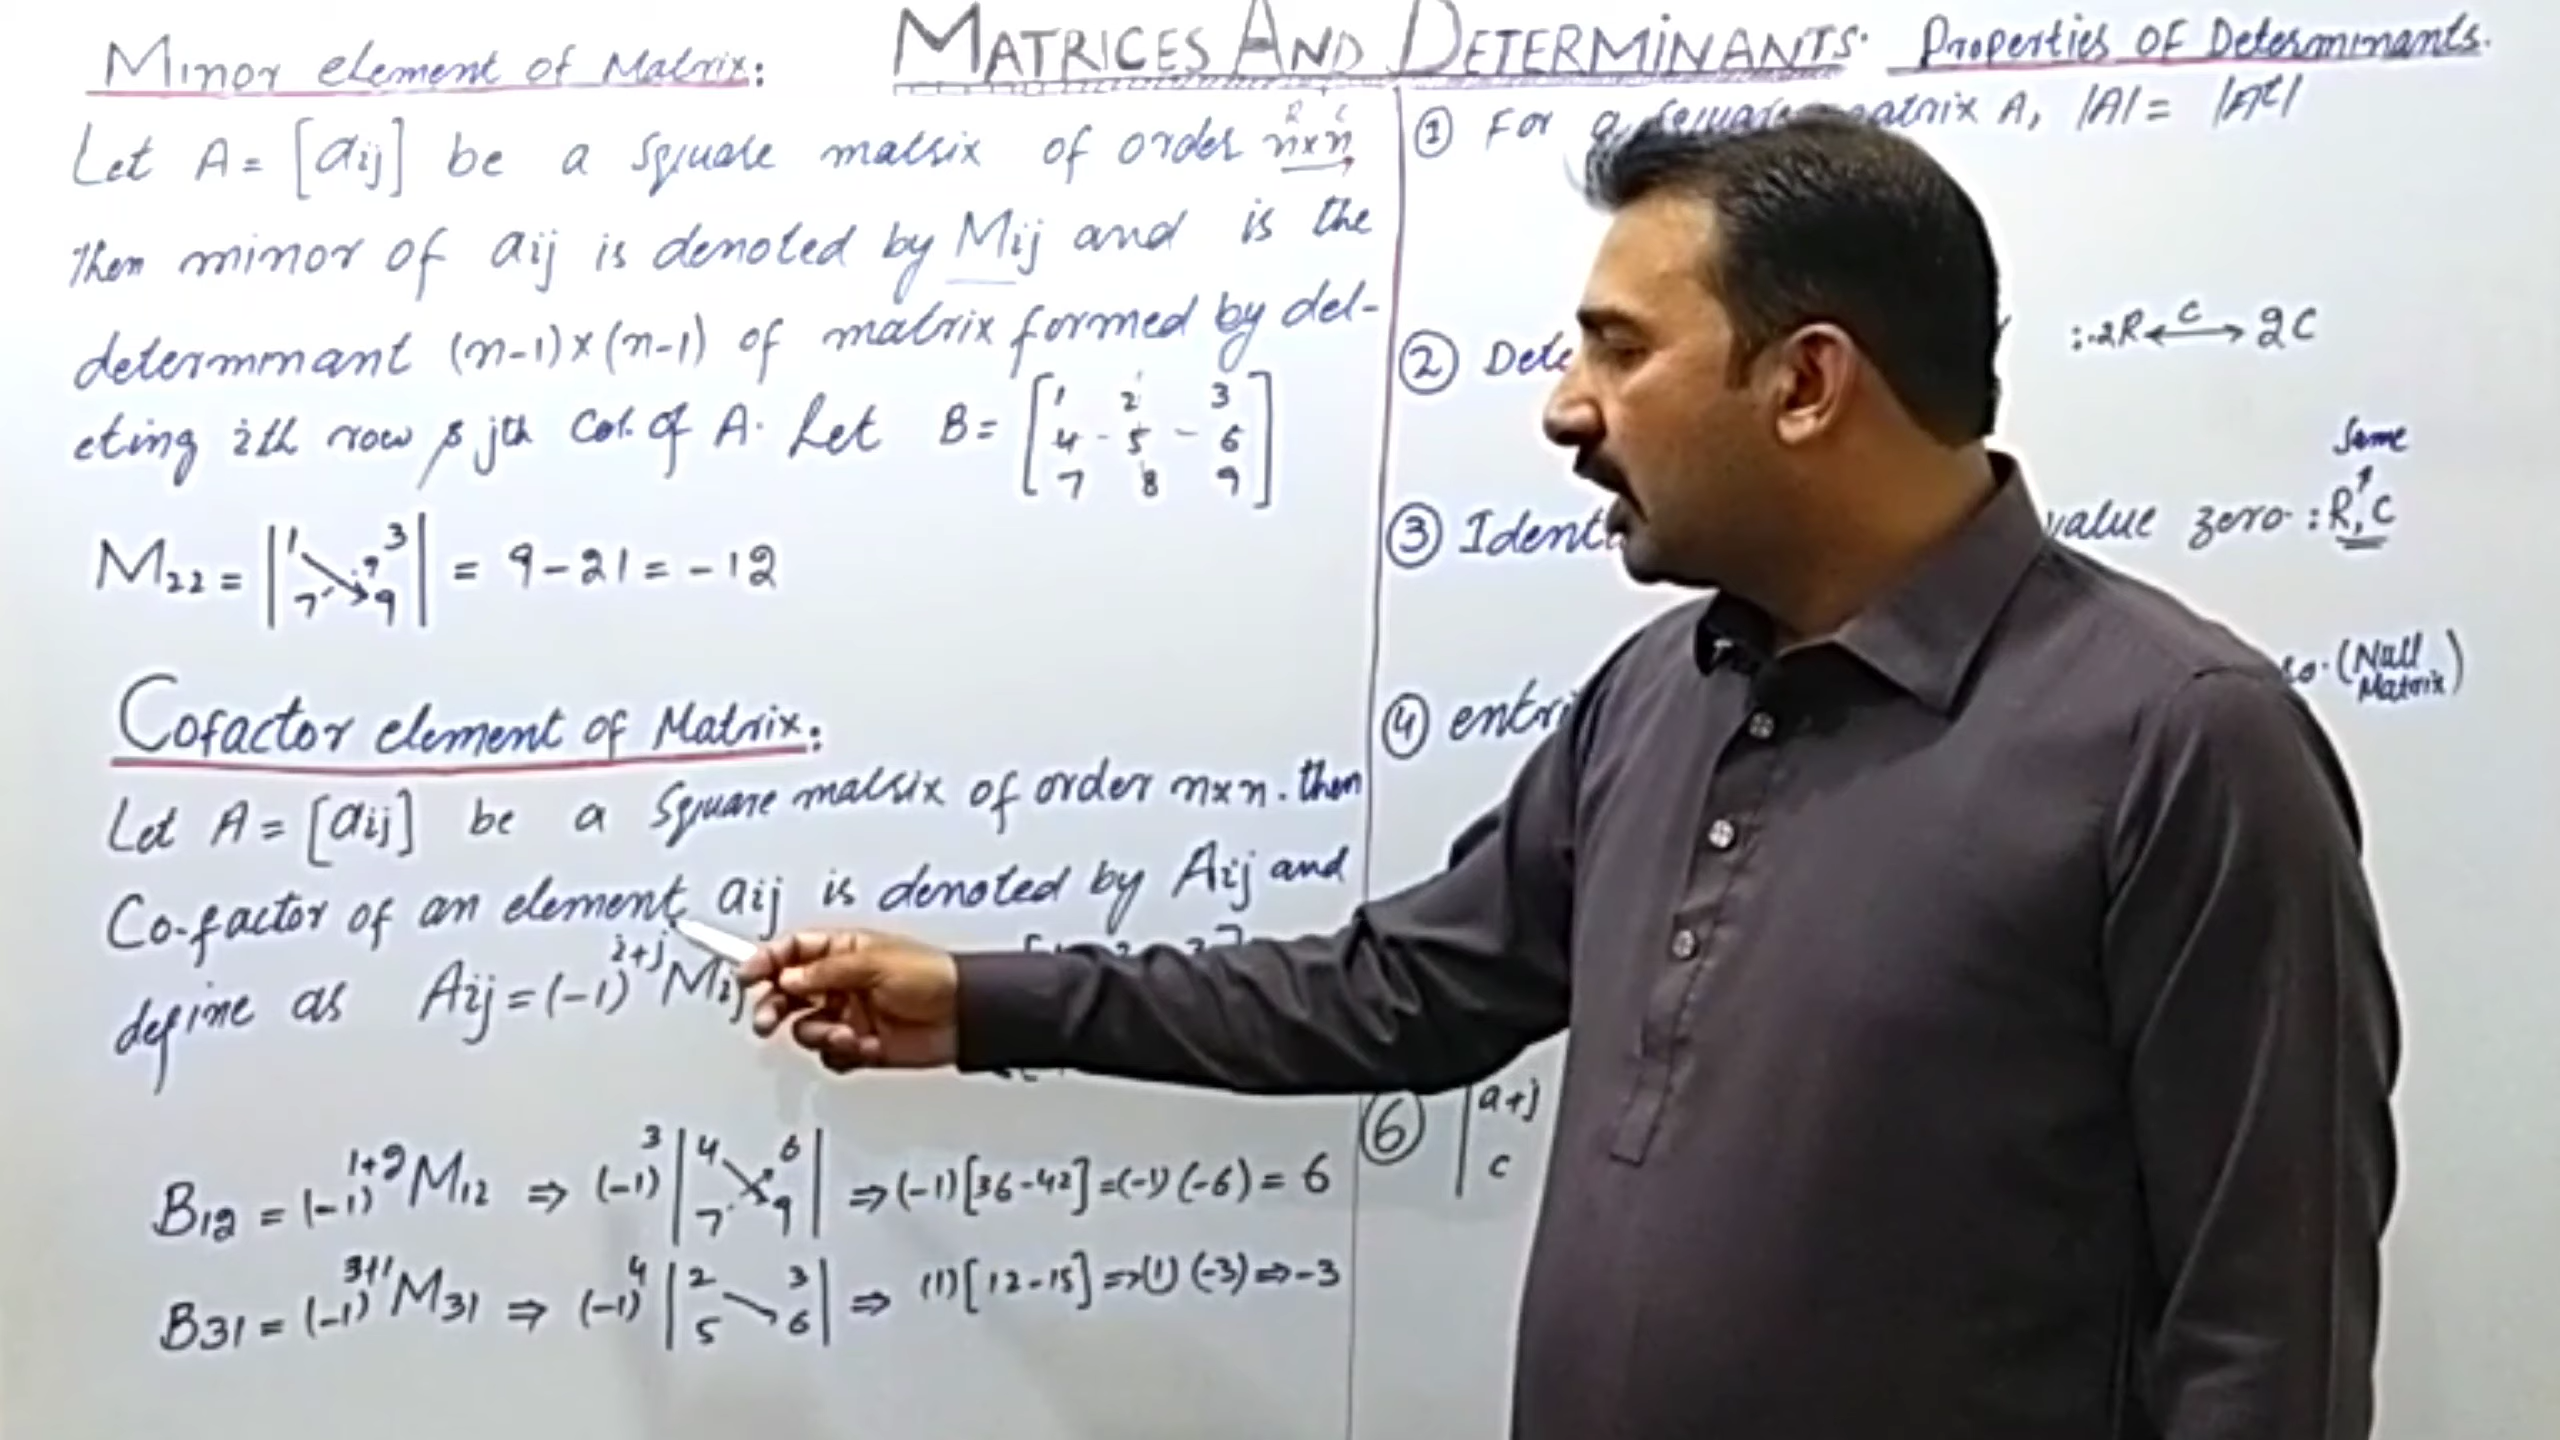 MATRICES AND DETERMINANTS.
Minor element of Matrix:
Let A = [aij] be a square matrix of order n×n
R C
then minor of aij is denoted by Mij and is the
determinant (n-1)×(n-1) of matrix formed by del-
eting ith row & jth Col. of A. Let B = [1 2 3
4 - 5 - 6
7 8 9]
M22 = |1 3
7 9| = 9-21 = -12
Cofactor element of Matrix:
Let A = [aij] be a square matrix of order n×n. then
Co-factor of an element aij is denoted by Aij and
define as Aij = (-1)^i+j Mij
B12 = (-1)^1+2 M12 ⇒ (-1)^3 |4 6
7 9| ⇒ (-1)[36-42] = (-1)(-6) = 6
B31 = (-1)^3+1 M31 ⇒ (-1)^4 |2 3
5 6| ⇒ (1)[12-15] ⇒ (1)(-3) ⇒ -3
Properties OF Determinants.
① For a square matrix A, |A| = |At|
② :-2R ←C→ 2C
③ value zero : R,C
Same
④ (Null
Matrix)
⑥ |a+j
c